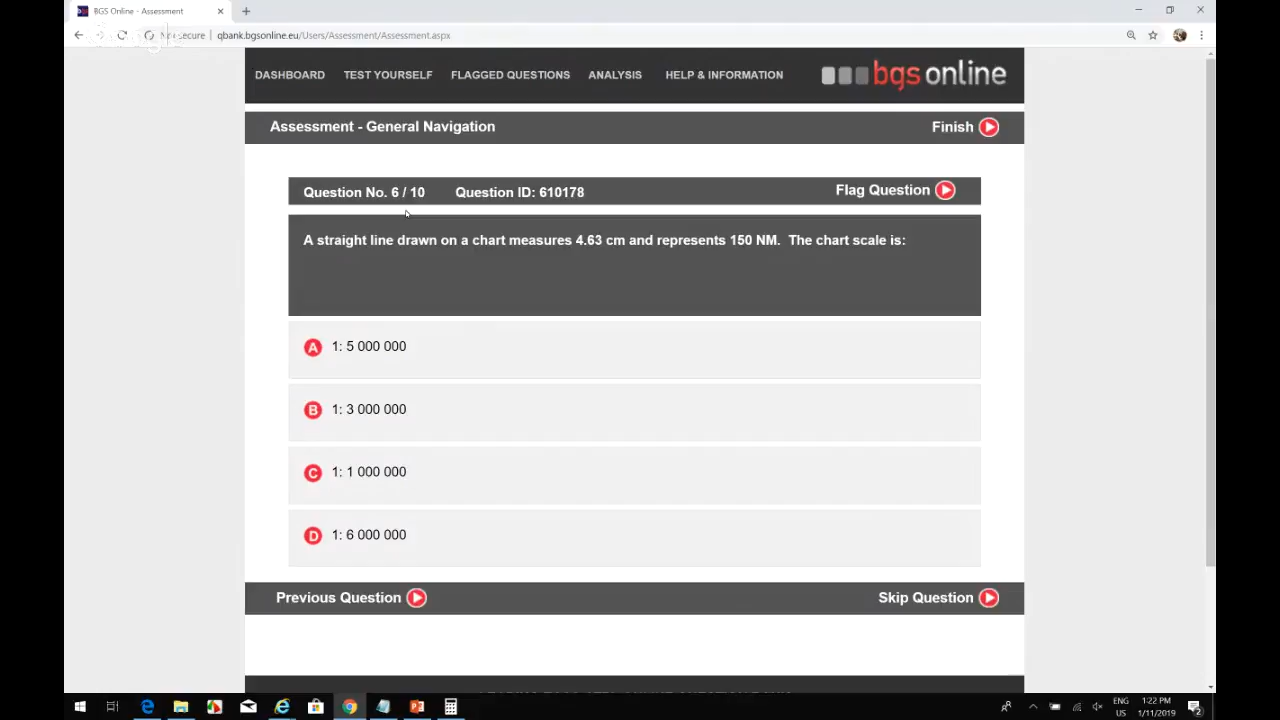 BGS Online - Assessment
Not secure | qbank.bgsonline.eu/Users/Assessment/Assessment.aspx
DASHBOARD TEST YOURSELF FLAGGED QUESTIONS ANALYSIS HELP & INFORMATION bgs online
Assessment - General Navigation Finish
Question No. 6 / 10 Question ID: 610178 Flag Question
A straight line drawn on a chart measures 4.63 cm and represents 150 NM. The chart scale is:
A 1: 5 000 000
B 1: 3 000 000
C 1: 1 000 000
D 1: 6 000 000
Previous Question Skip Question
ENG 1:22 PM
US 1/11/2019 2